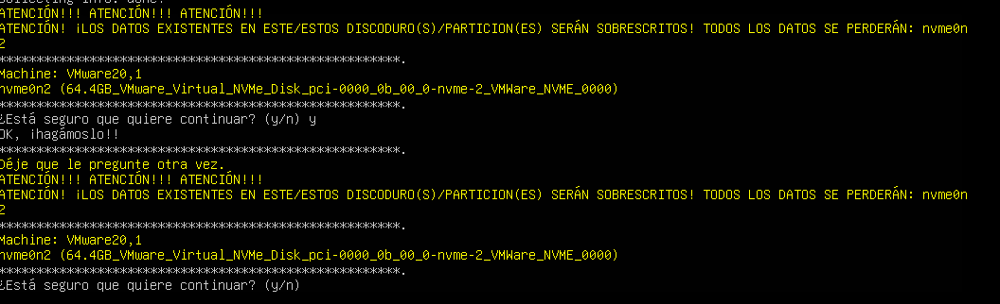 Collecting info. done.
ATENCIÓN!!! ATENCIÓN!!! ATENCIÓN!!!
ATENCIÓN! ¡LOS DATOS EXISTENTES EN ESTE/ESTOS DISCODURO(S)/PARTICION(ES) SERÁN SOBRESCRITOS! TODOS LOS DATOS SE PERDERÁN: nvme0n
2
*****************************************************.
Machine: VMware20,1
nvme0n2 (64.4GB_VMware_Virtual_NVMe_Disk_pci-0000_0b_00_0-nvme-2_VMWare_NVME_0000)
*****************************************************.
¿Está seguro que quiere continuar? (y/n) y
OK, ¡hagámoslo!!
*****************************************************.
Déje que le pregunte otra vez.
ATENCIÓN!!! ATENCIÓN!!! ATENCIÓN!!!
ATENCIÓN! ¡LOS DATOS EXISTENTES EN ESTE/ESTOS DISCODURO(S)/PARTICION(ES) SERÁN SOBRESCRITOS! TODOS LOS DATOS SE PERDERÁN: nvme0n
2
*****************************************************.
Machine: VMware20,1
nvme0n2 (64.4GB_VMware_Virtual_NVMe_Disk_pci-0000_0b_00_0-nvme-2_VMWare_NVME_0000)
*****************************************************.
¿Está seguro que quiere continuar? (y/n)